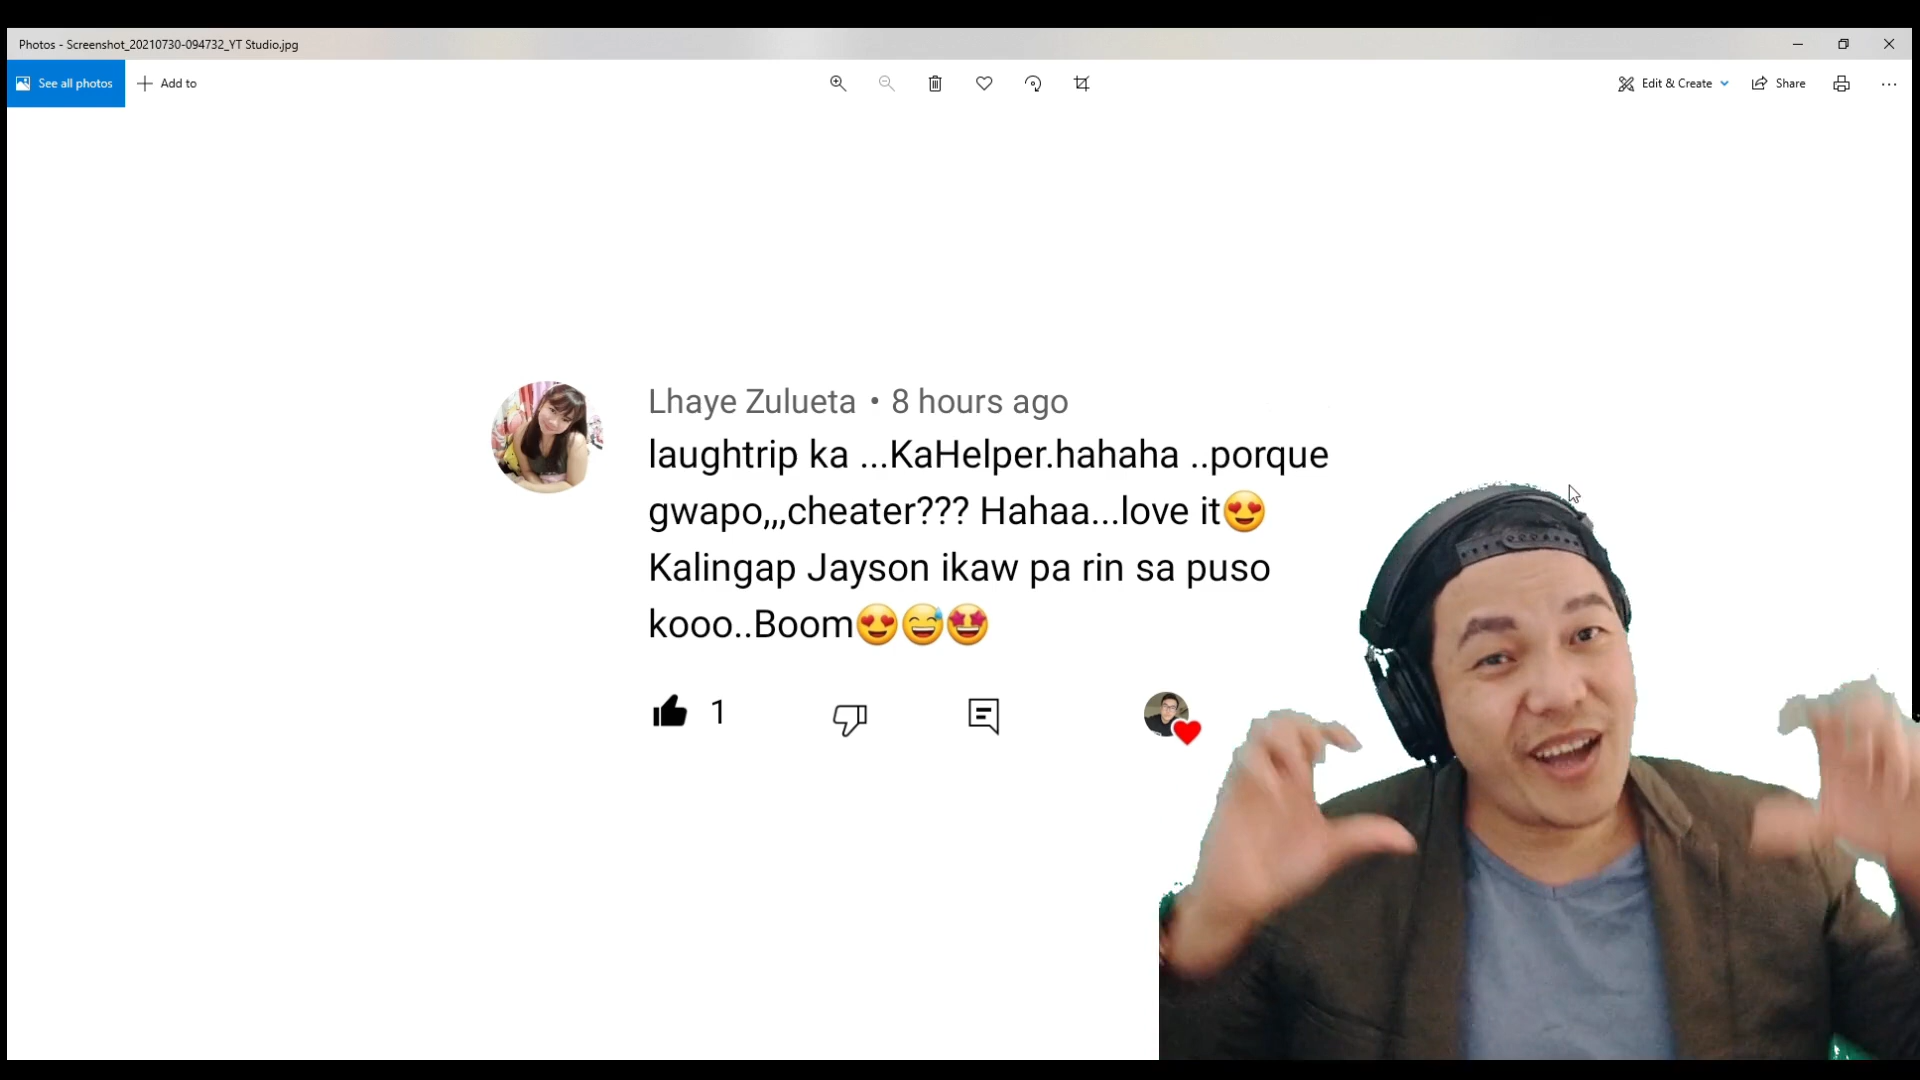 Photos - Screenshot_20210730-094732_YT Studio.jpg
See all photos
Add to
Edit & Create
Share
Lhaye Zulueta • 8 hours ago
laughtrip ka ...KaHelper.hahaha ..porque
gwapo,,,cheater??? Hahaa...love it😍
Kalingap Jayson ikaw pa rin sa puso
kooo..Boom😍😅🤩
1